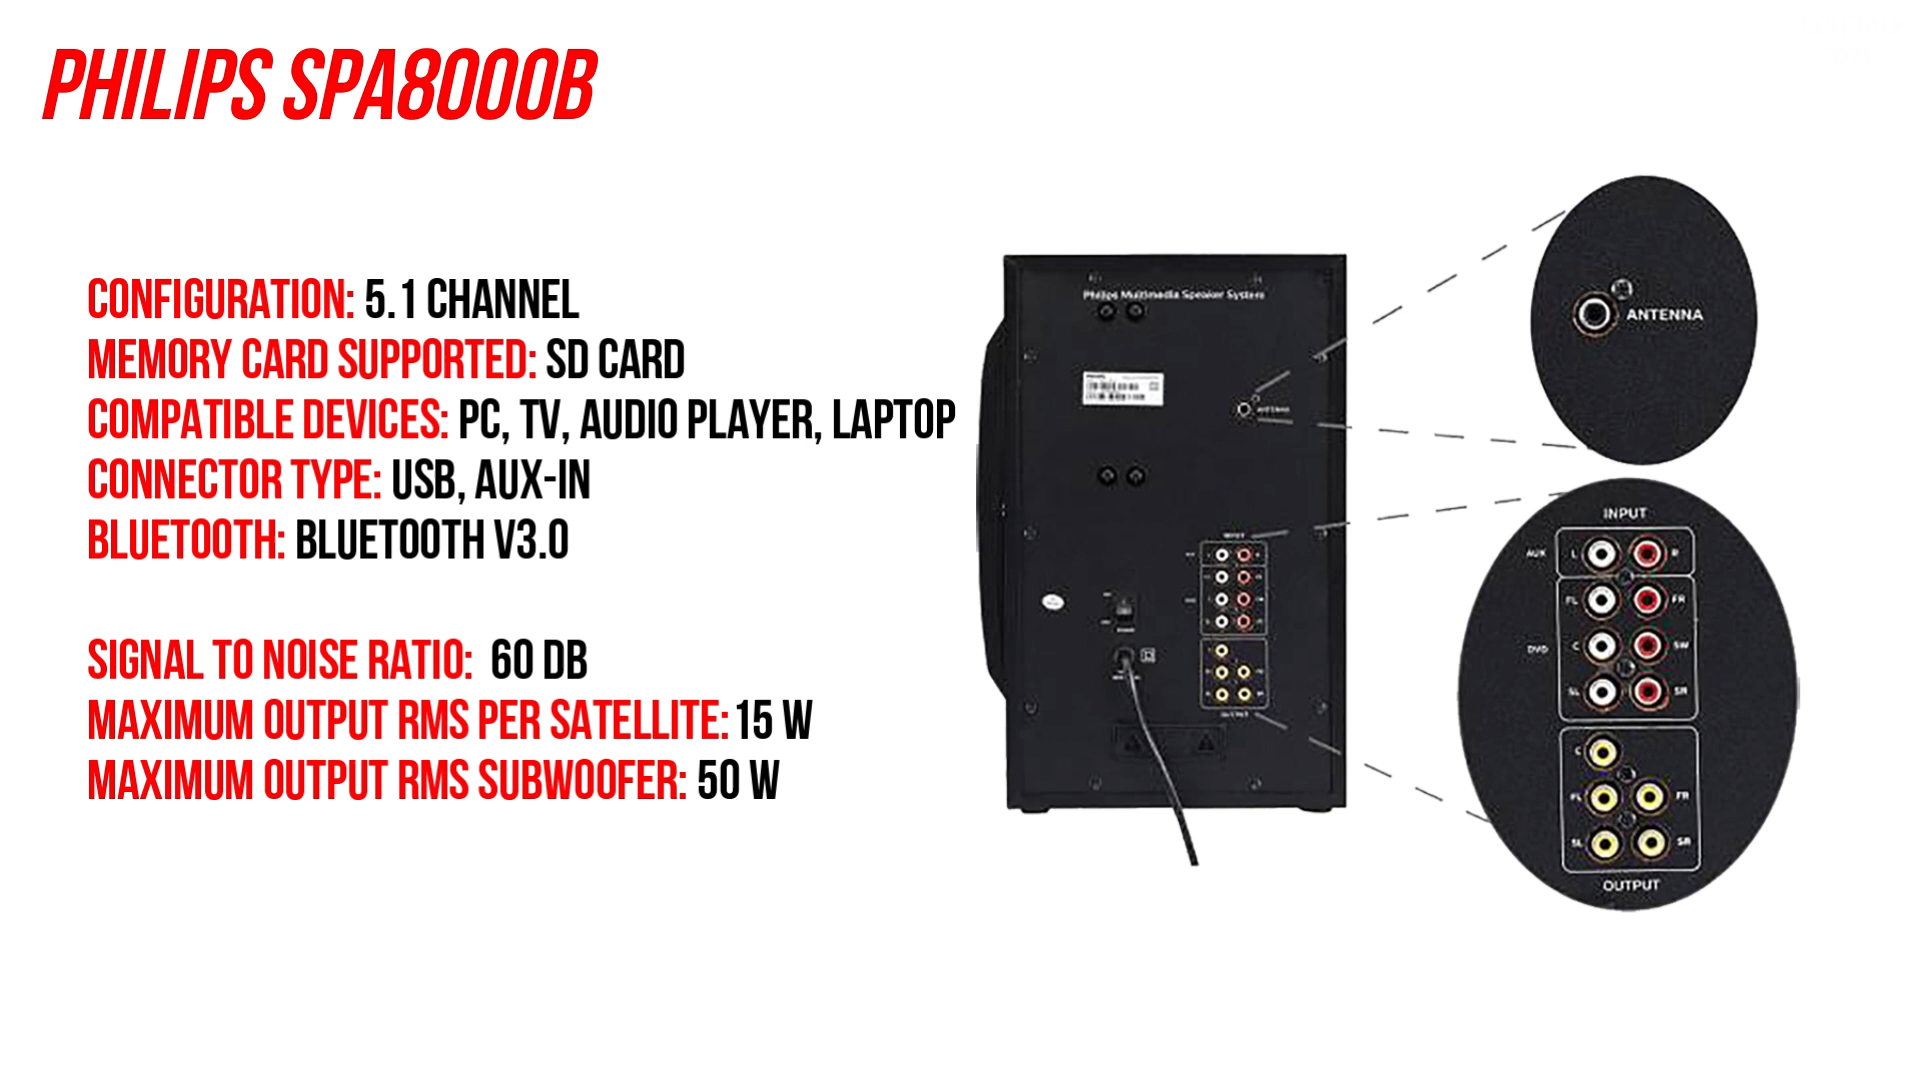 PHILIPS SPA8000B
CONFIGURATION: 5.1 CHANNEL
MEMORY CARD SUPPORTED: SD CARD
COMPATIBLE DEVICES: PC, TV, AUDIO PLAYER, LAPTOP
CONNECTOR TYPE: USB, AUX-IN
BLUETOOTH: BLUETOOTH V3.0
SIGNAL TO NOISE RATIO: 60 DB
MAXIMUM OUTPUT RMS PER SATELLITE: 15 W
MAXIMUM OUTPUT RMS SUBWOOFER: 50 W
Philips Multimedia Speaker System
ANTENNA
INPUT
OUTPUT
ANTENNA
INPUT
AUX L R
FL FR
DVD C SW
SL SR
C
FL FR
SL SR
OUTPUT